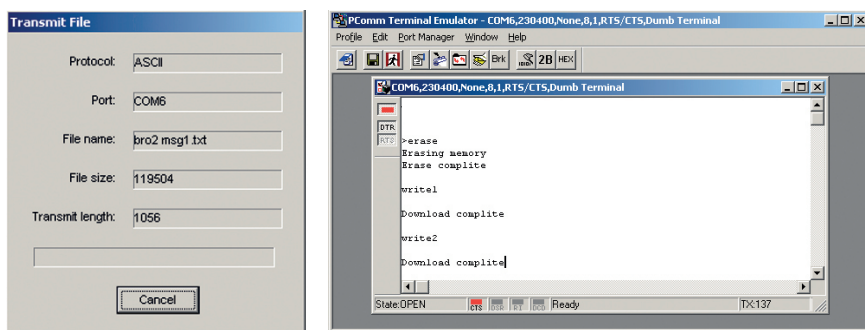 Transmit File
Protocol: ASCII
Port: COM6
File name: bro2 msg1.txt
File size: 119504
Transmit length: 1056
Cancel
PComm Terminal Emulator - COM6,230400,None,8,1,RTS/CTS,Dumb Terminal
Profile Edit Port Manager Window Help
Brk 2B HEX
COM6,230400,None,8,1,RTS/CTS,Dumb Terminal
DTR
RTS
>erase
Erasing memory
Erase complite
write1
Download complite
write2
Download complite
State:OPEN CTS DSR RI DCD Ready TX:137